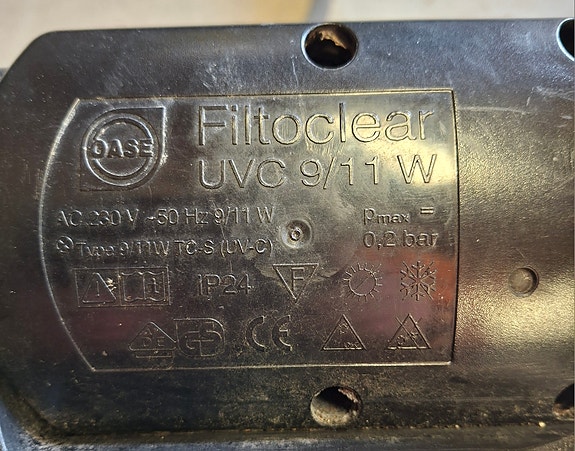 OASE
Filtoclear
UVC 9/11 W
AC 230 V ~50 Hz 9/11 W
Type 9/11W TC-S (UV-C)
pmax =
0,2 bar
IP24
F
GS
CE